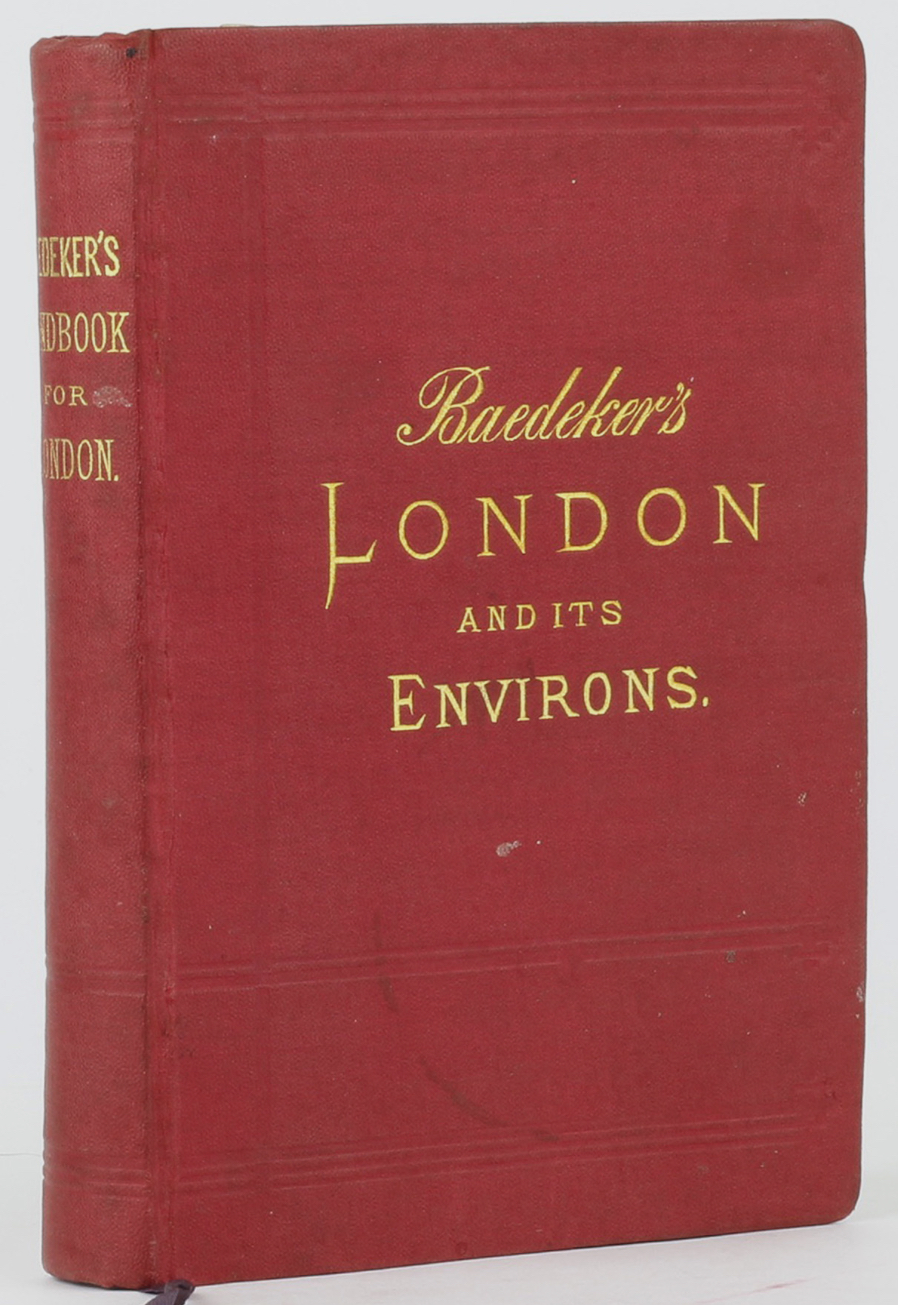 Baedeker's
LONDON
AND ITS
ENVIRONS.
EDEKER'S
NDBOOK
FOR
ONDON.